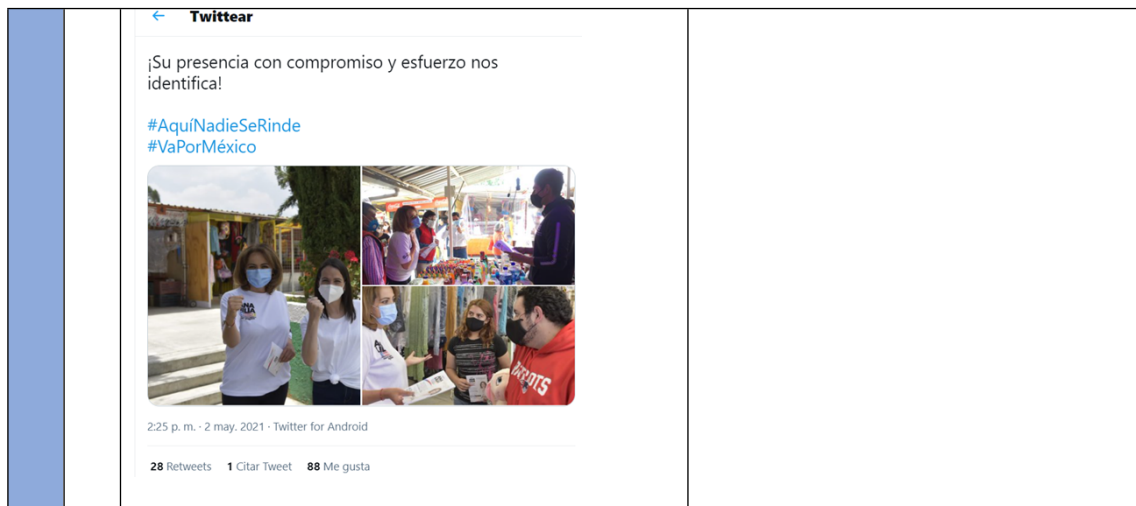 ← Twittear
¡Su presencia con compromiso y esfuerzo nos
identifica!
#AquíNadieSeRinde
#VaPorMéxico
2:25 p. m. · 2 may. 2021 · Twitter for Android
28 Retweets 1 Citar Tweet 88 Me gusta